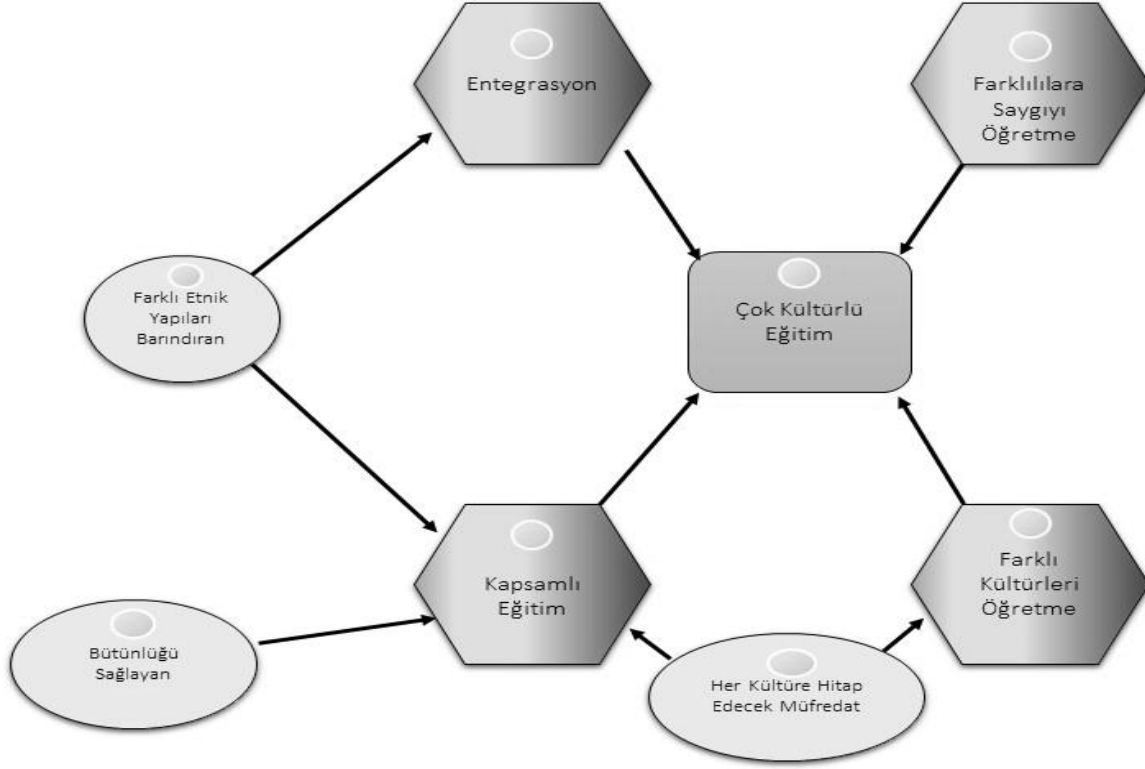 Entegrasyon
Farklılılara
Saygıyı
Öğretme
Farklı Etnik
Yapıları
Barındıran
Çok Kültürlü
Eğitim
Kapsamlı
Eğitim
Farklı
Kültürleri
Öğretme
Bütünlüğü
Sağlayan
Her Kültüre Hitap
Edecek Müfredat